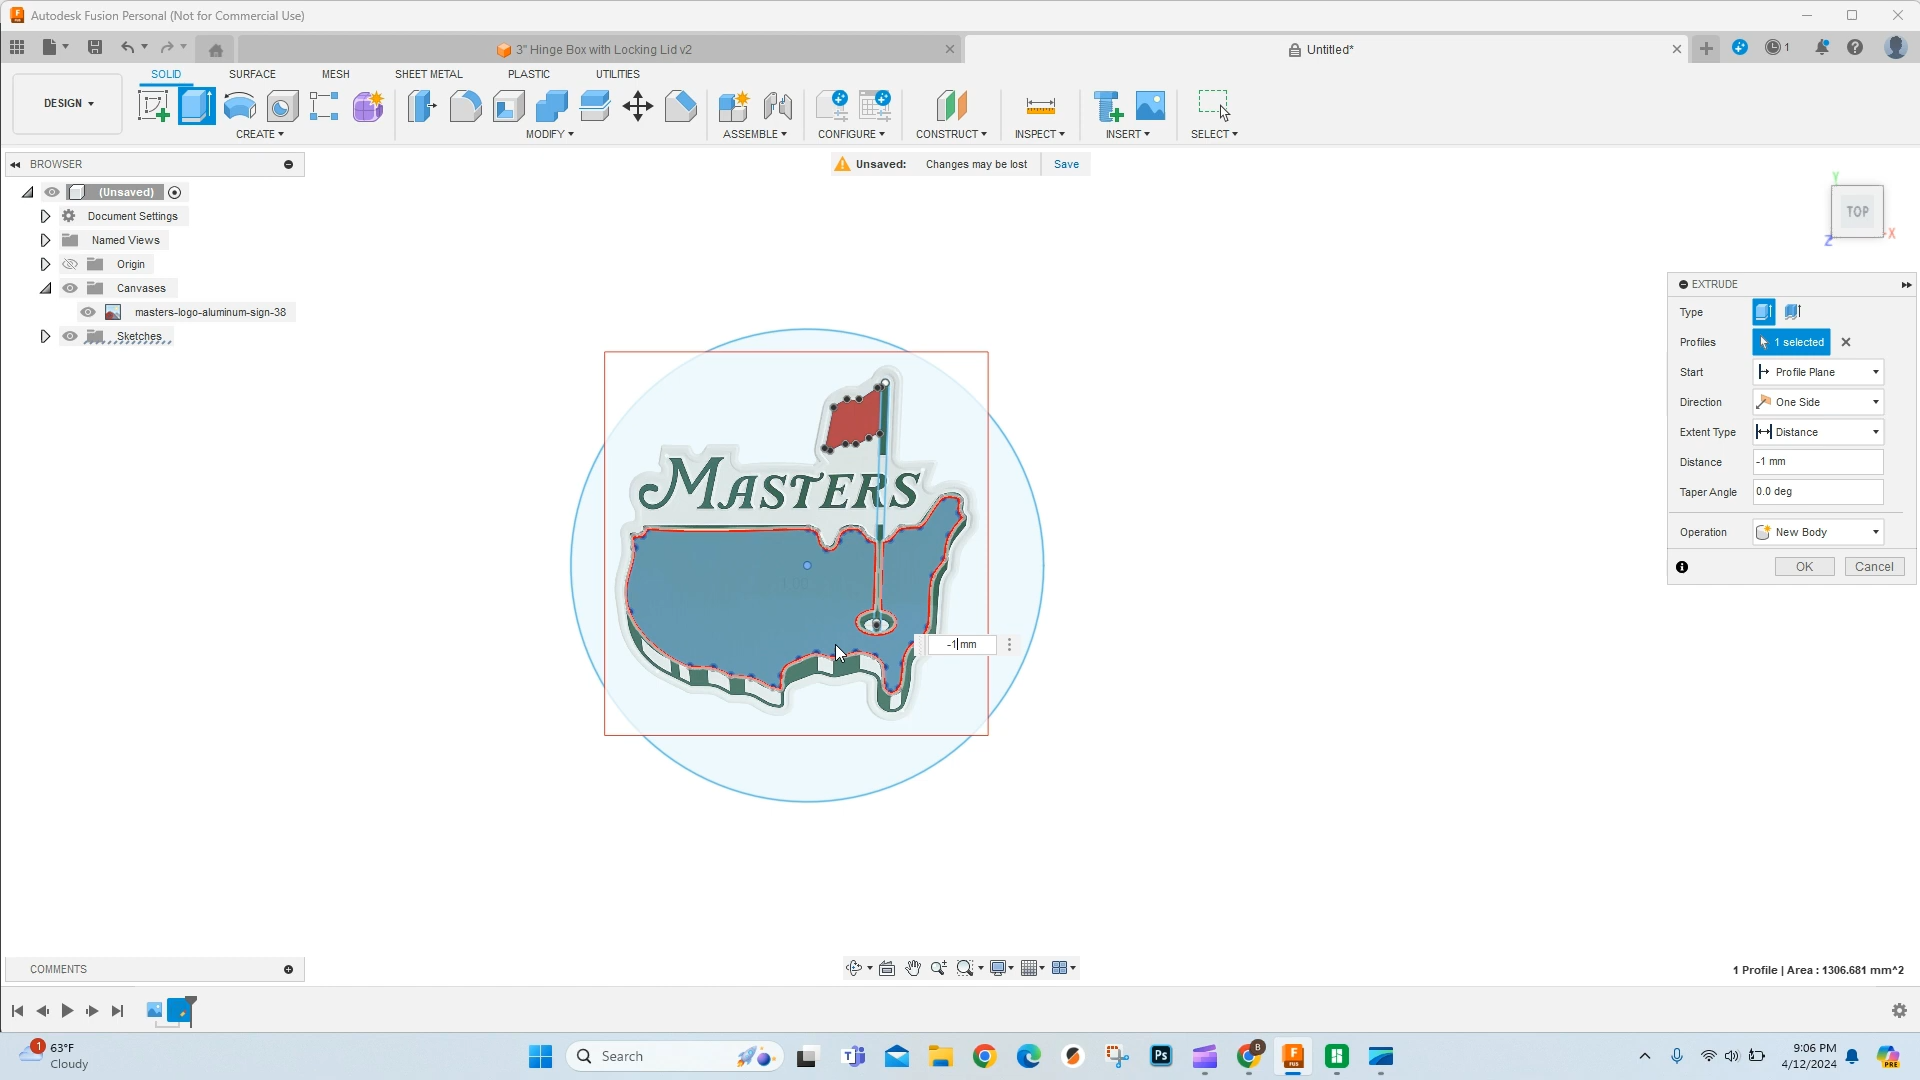 Autodesk Fusion Personal (Not for Commercial Use)
3" Hinge Box with Locking Lid v2
Untitled*
1
DESIGN
SOLID
SURFACE
MESH
SHEET METAL
PLASTIC
UTILITIES
CREATE
MODIFY
ASSEMBLE
CONFIGURE
CONSTRUCT
INSPECT
INSERT
SELECT
BROWSER
Unsaved: Changes may be lost Save
(Unsaved)
Document Settings
Named Views
Origin
Canvases
masters-logo-aluminum-sign-38
Sketches
Y
TOP
X
Z
EXTRUDE
Type
Profiles 1 selected
Start Profile Plane
Direction One Side
Extent Type Distance
Distance -1 mm
Taper Angle 0.0 deg
Operation New Body
OK Cancel
MASTERS
-1 mm
COMMENTS
1 Profile | Area : 1306.681 mm^2
1
63°F
Cloudy
Search
Ps
B
F
FUS
9:06 PM
4/12/2024
PRE